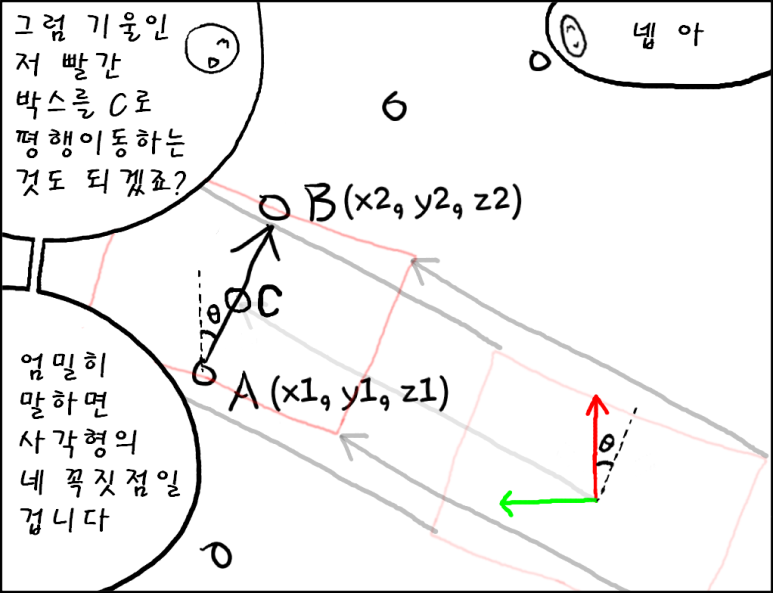 그럼 기울인
저 빨간
박스를 C로
평행이동하는
것도 되겠죠?
넵 아
B (x2, y2, z2)
C
θ
A (x1, y1, z1)
엄밀히
말하면
사각형의
네 꼭짓점일
겁니다
θ